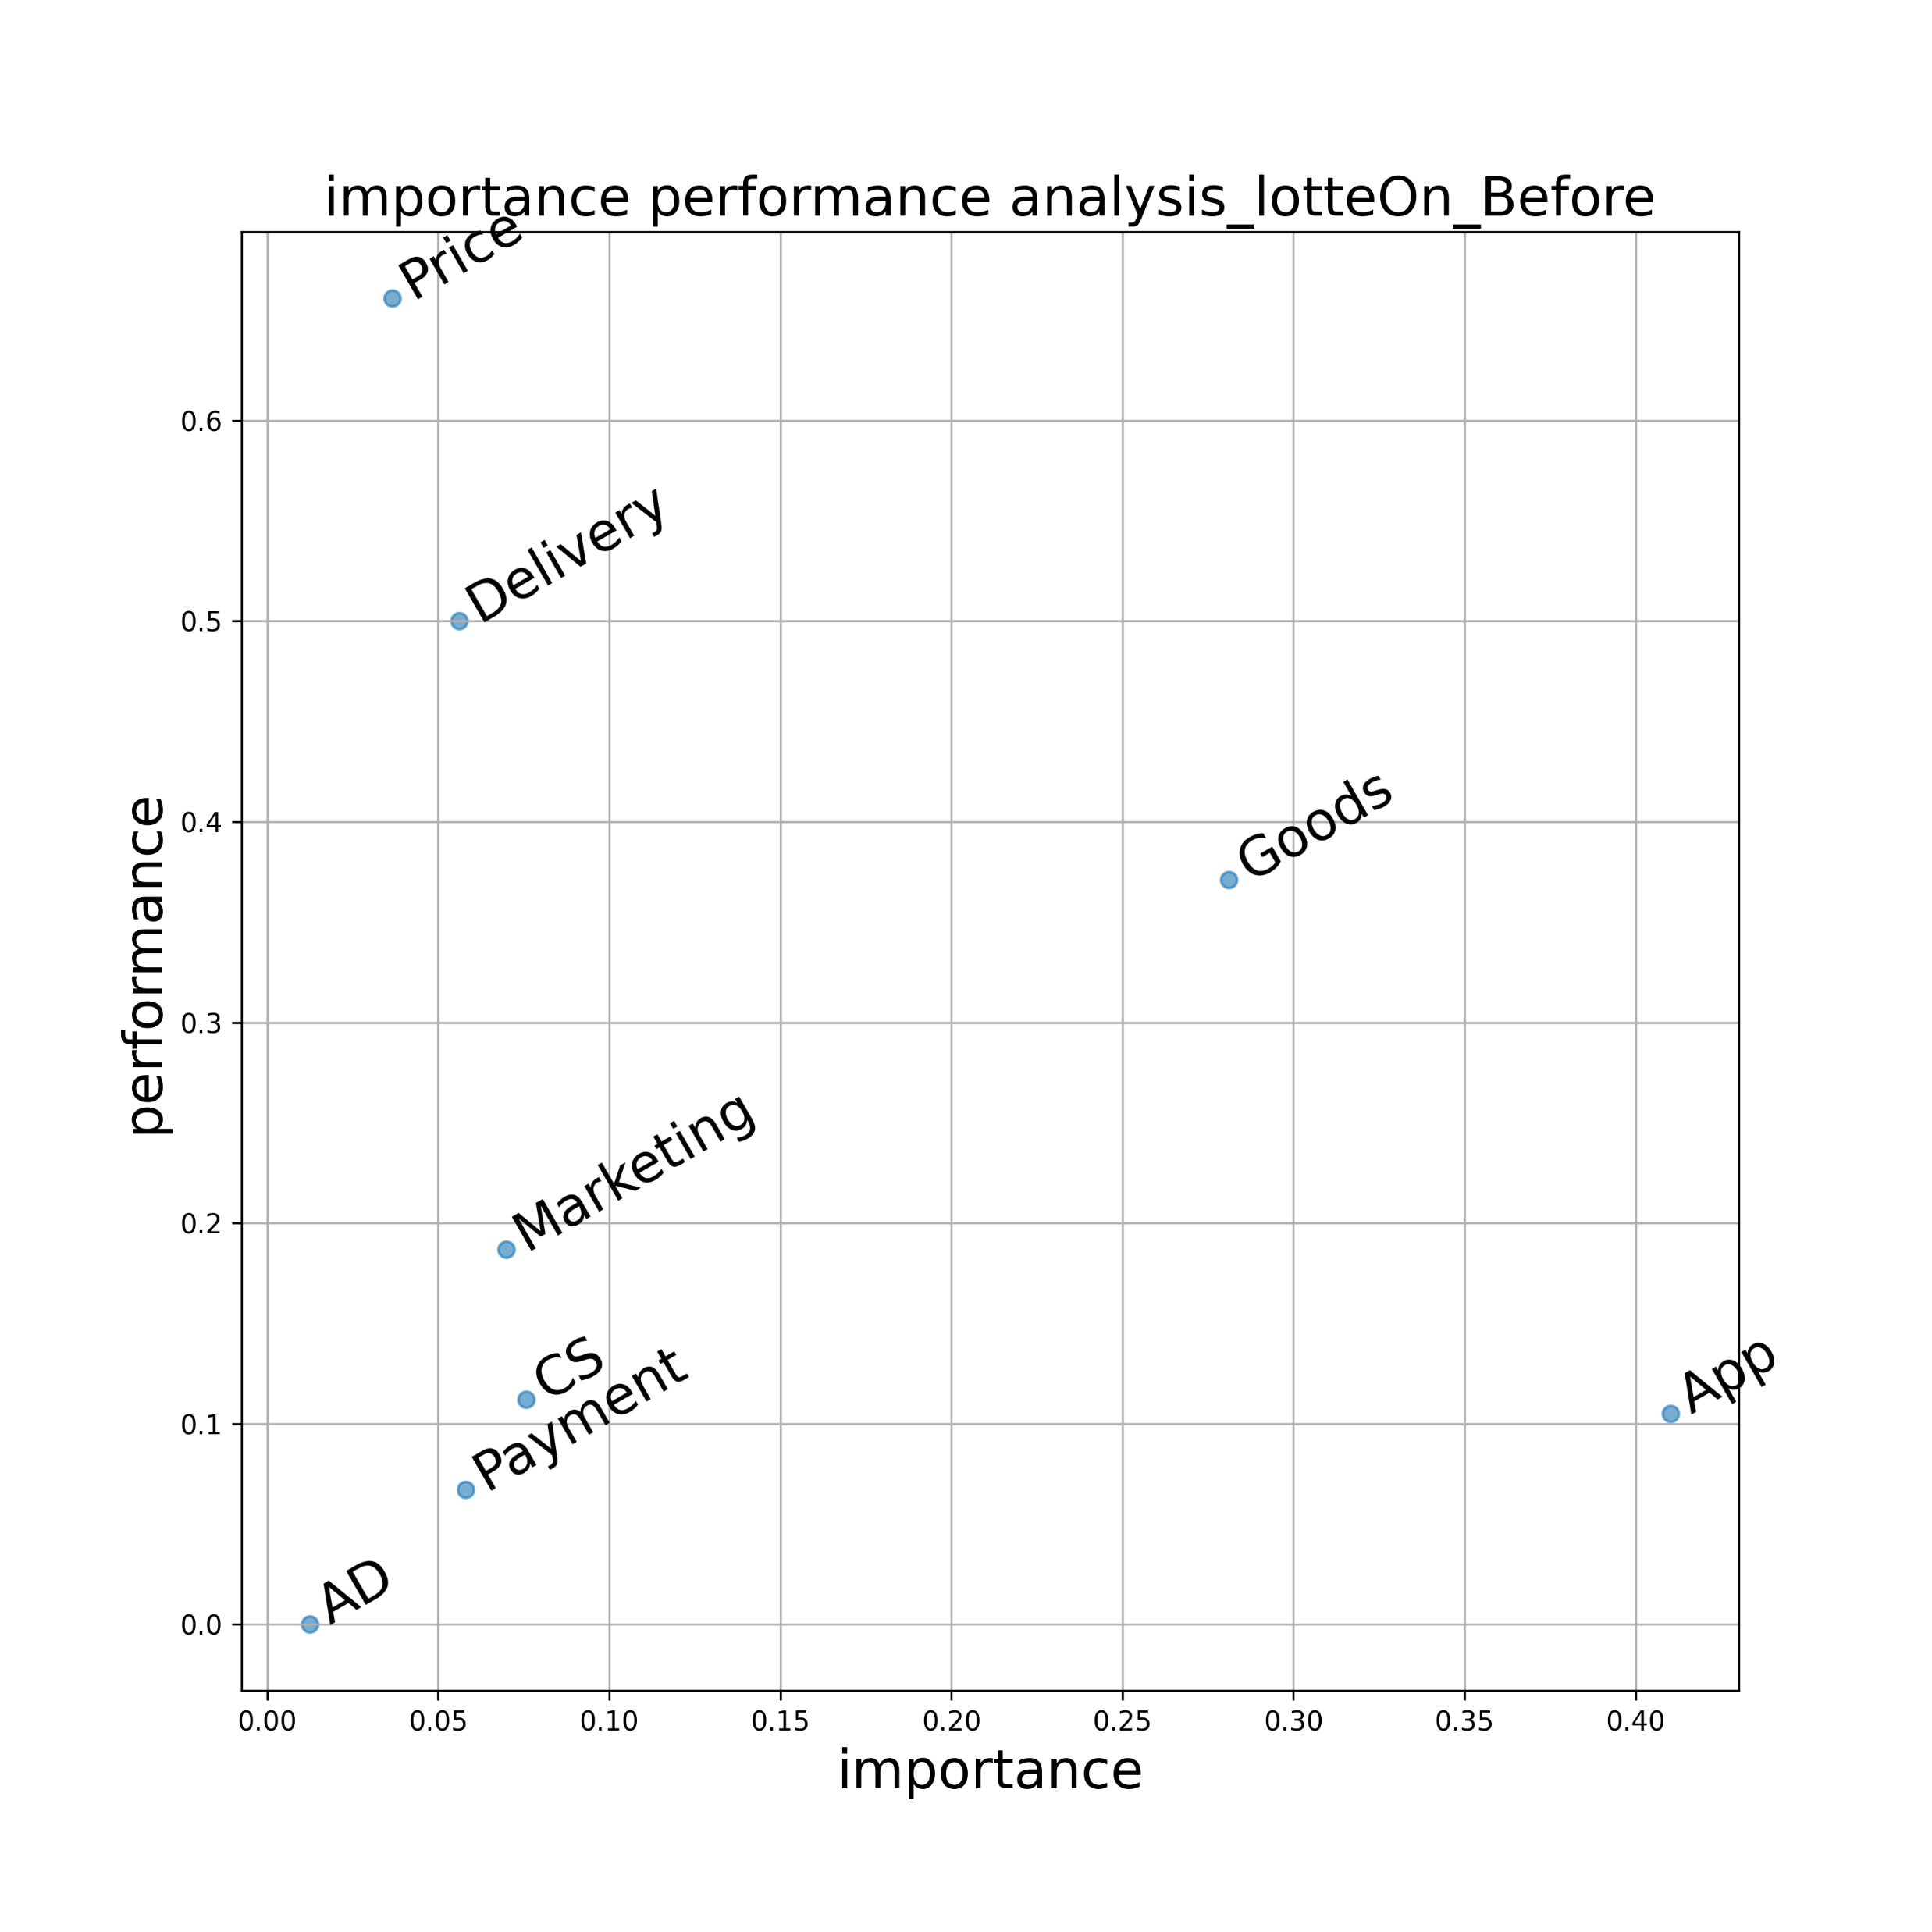 importance performance analysis_lotteOn_Before
Price
0.6
Delivery
0.5
Goods
0.4
performance
0.3
Marketing
0.2
CS
App
Payment
0.1
AD
0.0
0.00 0.05 0.10 0.15 0.20 0.25 0.30 0.35 0.40
importance